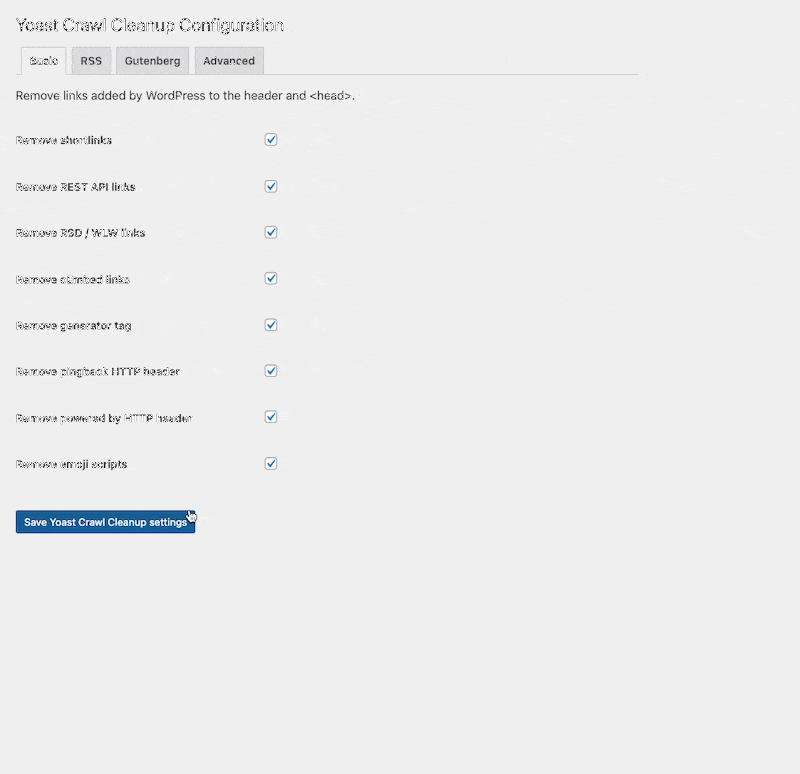 Yoast Crawl Cleanup Configuration
Basic RSS Gutenberg Advanced
Remove links added by WordPress to the header and <head>.
Remove shortlinks
Remove REST API links
Remove RSD / WLW links
Remove oEmbed links
Remove generator tag
Remove pingback HTTP header
Remove powered by HTTP header
Remove emoji scripts
Save Yoast Crawl Cleanup settings